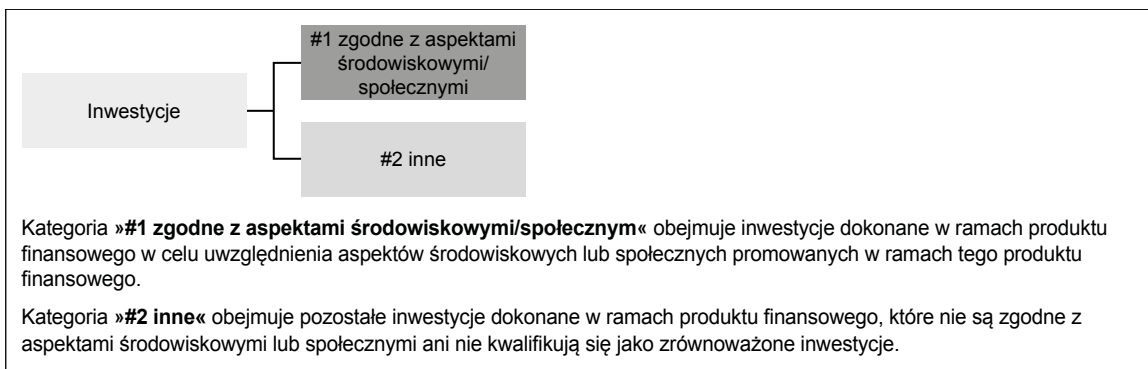 #1 zgodne z aspektami
środowiskowymi/
społecznymi
Inwestycje
#2 inne
Kategoria »#1 zgodne z aspektami środowiskowymi/społecznym« obejmuje inwestycje dokonane w ramach produktu
finansowego w celu uwzględnienia aspektów środowiskowych lub społecznych promowanych w ramach tego produktu
finansowego.
Kategoria »#2 inne« obejmuje pozostałe inwestycje dokonane w ramach produktu finansowego, które nie są zgodne z
aspektami środowiskowymi lub społecznymi ani nie kwalifikują się jako zrównoważone inwestycje.